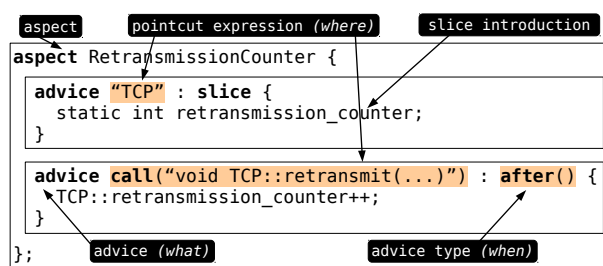 aspect pointcut expression (where) slice introduction
aspect RetransmissionCounter {
advice “TCP” : slice {
static int retransmission_counter;
}
advice call(“void TCP::retransmit(...)”) : after() {
TCP::retransmission_counter++;
}
advice (what) advice type (when)
};